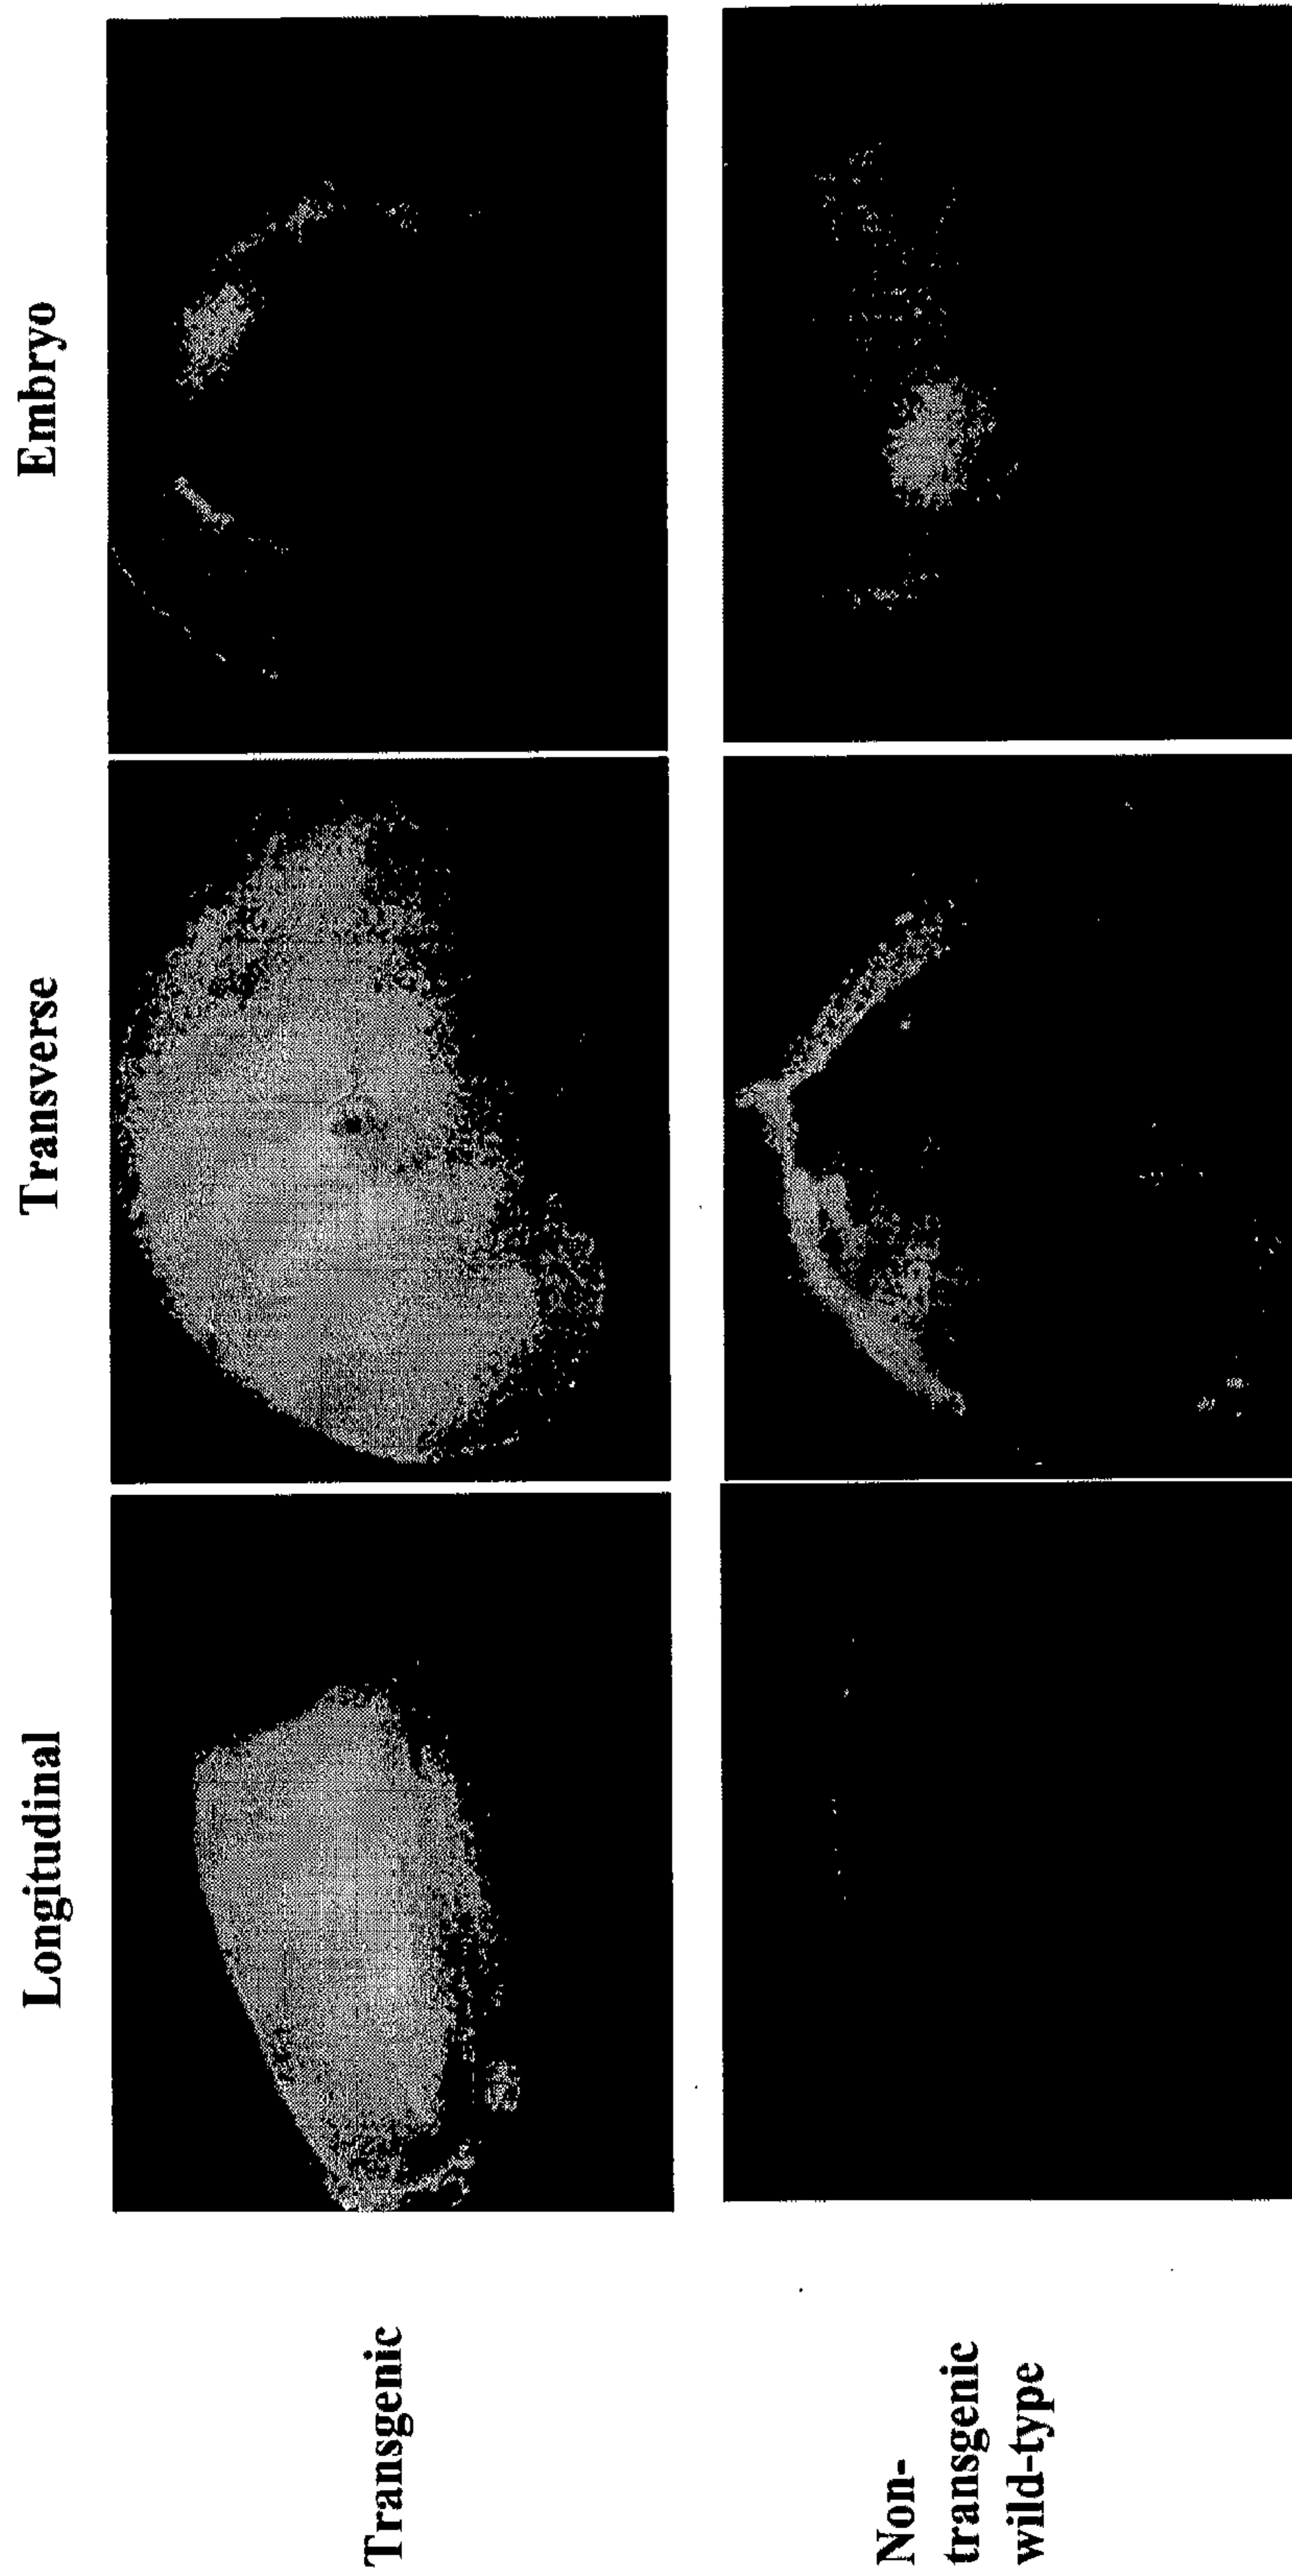 Longitudinal
Transverse
Embryo
Transgenic
Non-
transgenic
wild-type